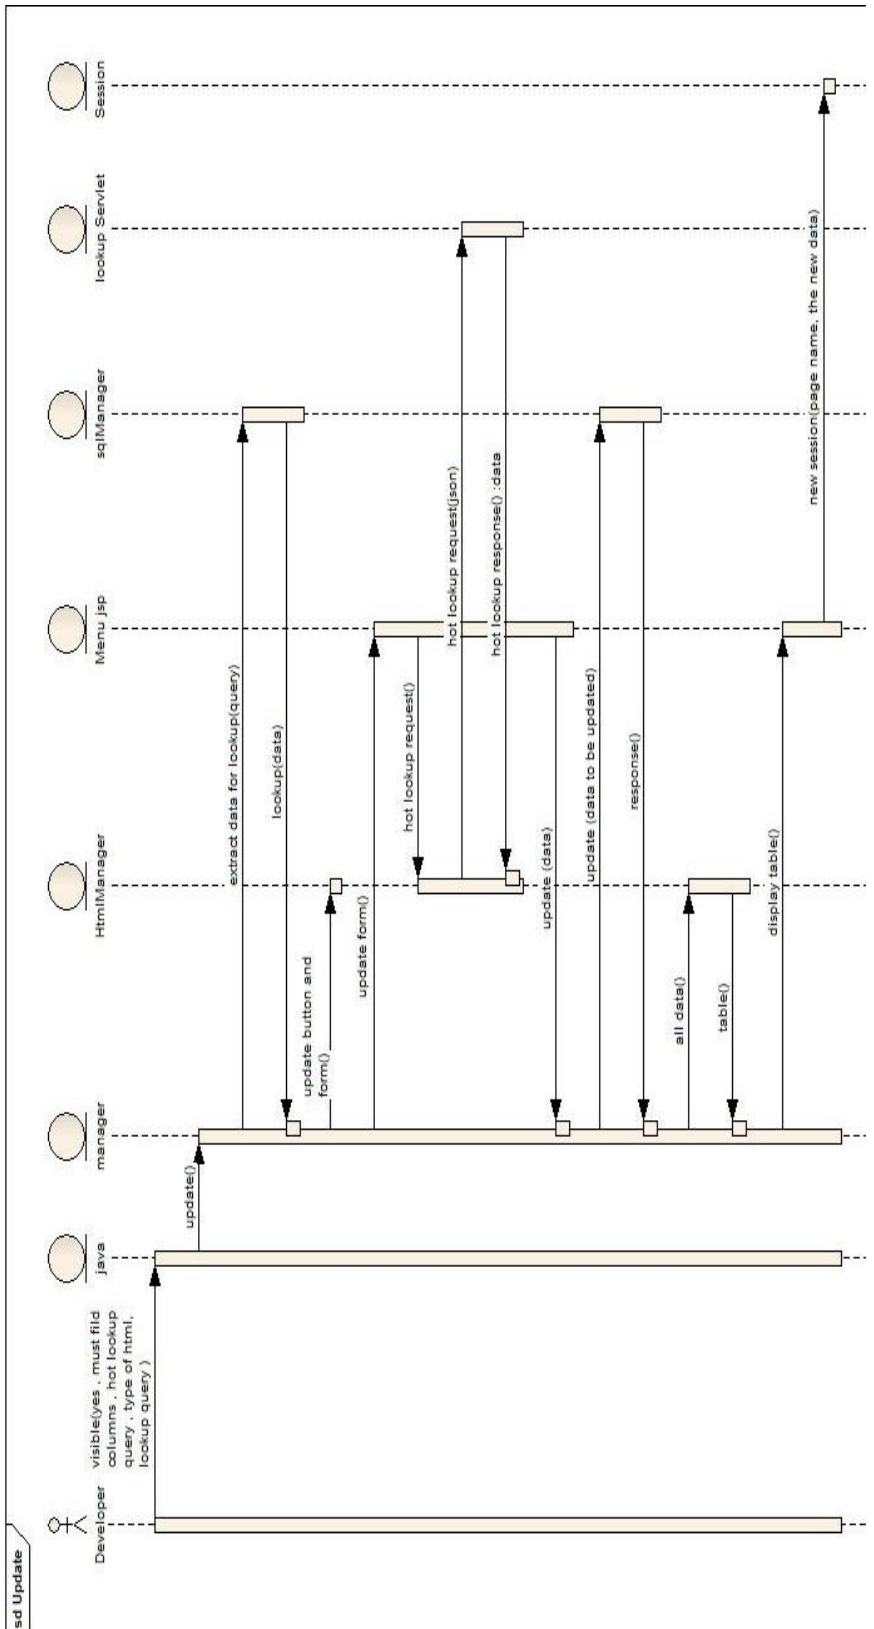 sd Update
Developer
java
manager
HtmlManager
Menu jsp
sqlManager
lookup Servlet
Session
visible(yes , must fild
columns , hot lookup
query , type of html,
lookup query )
update()
extract data for lookup(query)
lookup(data)
update button and
form()
update form()
hot lookup request()
hot lookup request(json)
hot lookup response() :data
update (data)
update (data to be updated)
response()
all data()
table()
display table()
new session(page name, the new data)